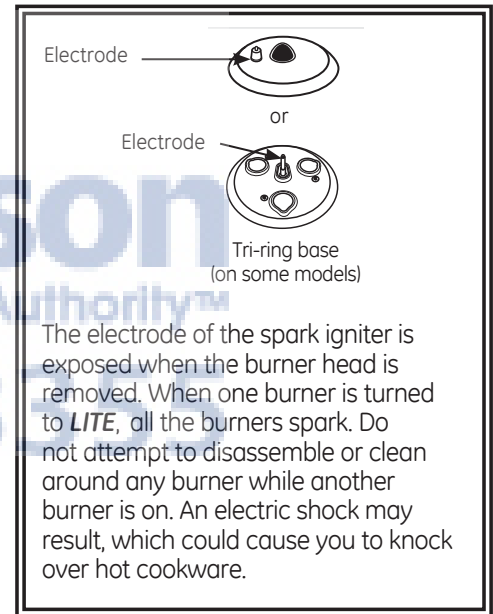 Electrode
or
Electrode
Tri-ring base
(on some models)
son
Authority™
The electrode of the spark igniter is
exposed when the burner head is
removed. When one burner is turned
to LITE, all the burners spark. Do
3355
not attempt to disassemble or clean
around any burner while another
burner is on. An electric shock may
result, which could cause you to knock
over hot cookware.